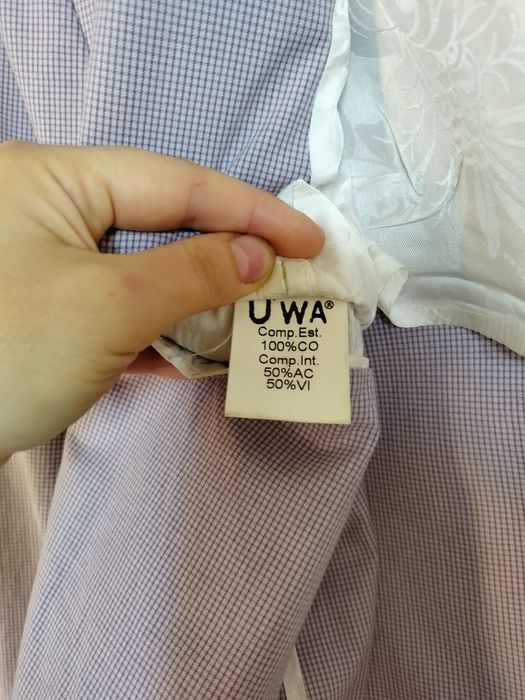 U'WA®
Comp.Est.
100%CO
Comp.Int.
50%AC
50%VI